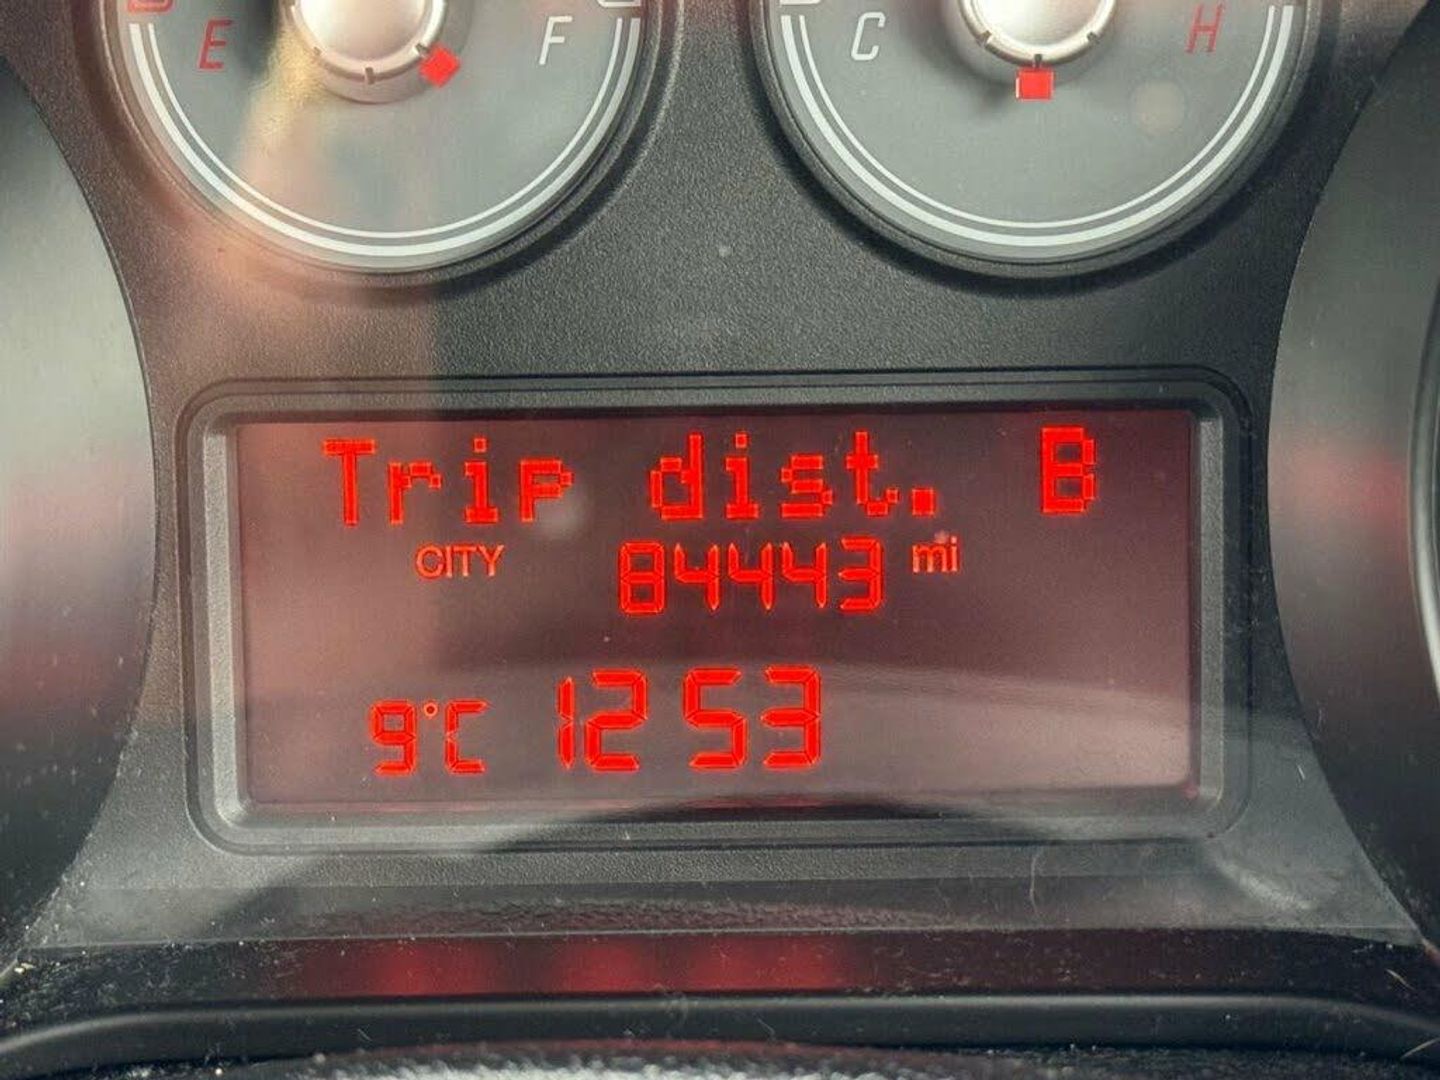 E F C H
Trip dist. B
CITY 84443 mi
9°C 12 53